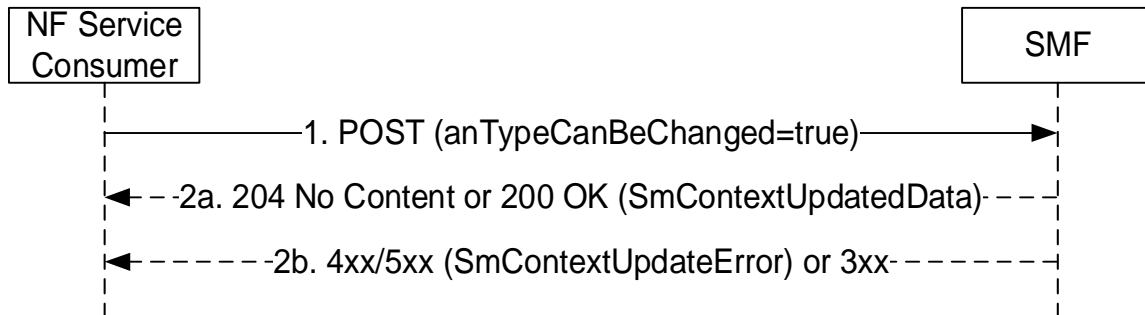 NF Service
Consumer
SMF
1. POST (anTypeCanBeChanged=true)
2a. 204 No Content or 200 OK (SmContextUpdatedData)
2b. 4xx/5xx (SmContextUpdateError) or 3xx